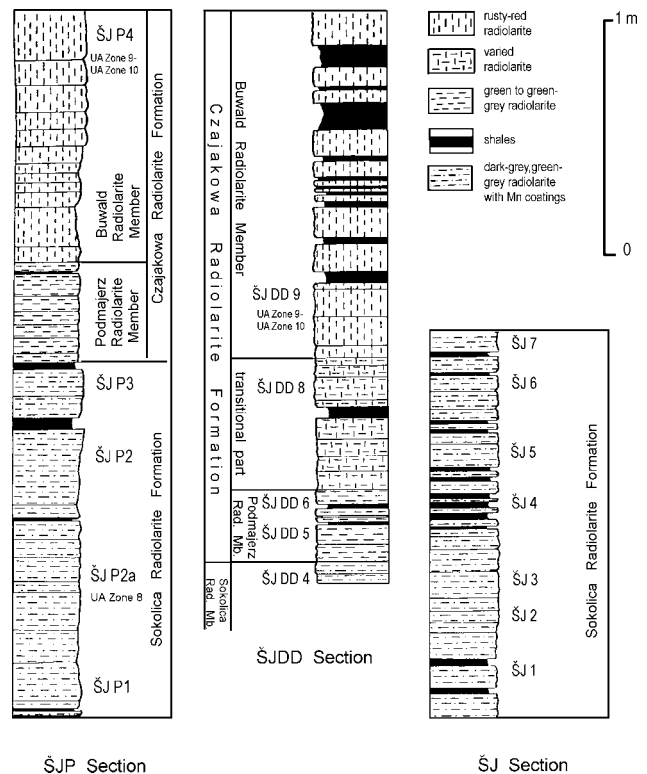 ŠJ P4
UA Zone 9-
UA Zone 10
Buwald
Radiolarite
Member
Czajakowa Radiolarite Formation
Podmajerz
Radiolarite
Member
ŠJ P3
ŠJ P2
ŠJ P2a
UA Zone 8
ŠJ P1
Sokolica Radiolarite Formation
ŠJP Section
Czajakowa Radiolarite Formation
Buwald Radiolarite Member
ŠJ DD 9
UA Zone 9-
UA Zone 10
transitional part
ŠJ DD 8
Podmajerz
Rad. Mb.
ŠJ DD 6
ŠJ DD 5
Sokolica
Rad. Mb
ŠJ DD 4
ŠJDD Section
rusty-red
radiolarite
varied
radiolarite
green to green-
grey radiolarite
shales
dark-grey,green-
grey radiolarite
with Mn coatings
1 m
0
ŠJ 7
ŠJ 6
ŠJ 5
ŠJ 4
ŠJ 3
ŠJ 2
ŠJ 1
Sokolica Radiolarite Formation
ŠJ Section